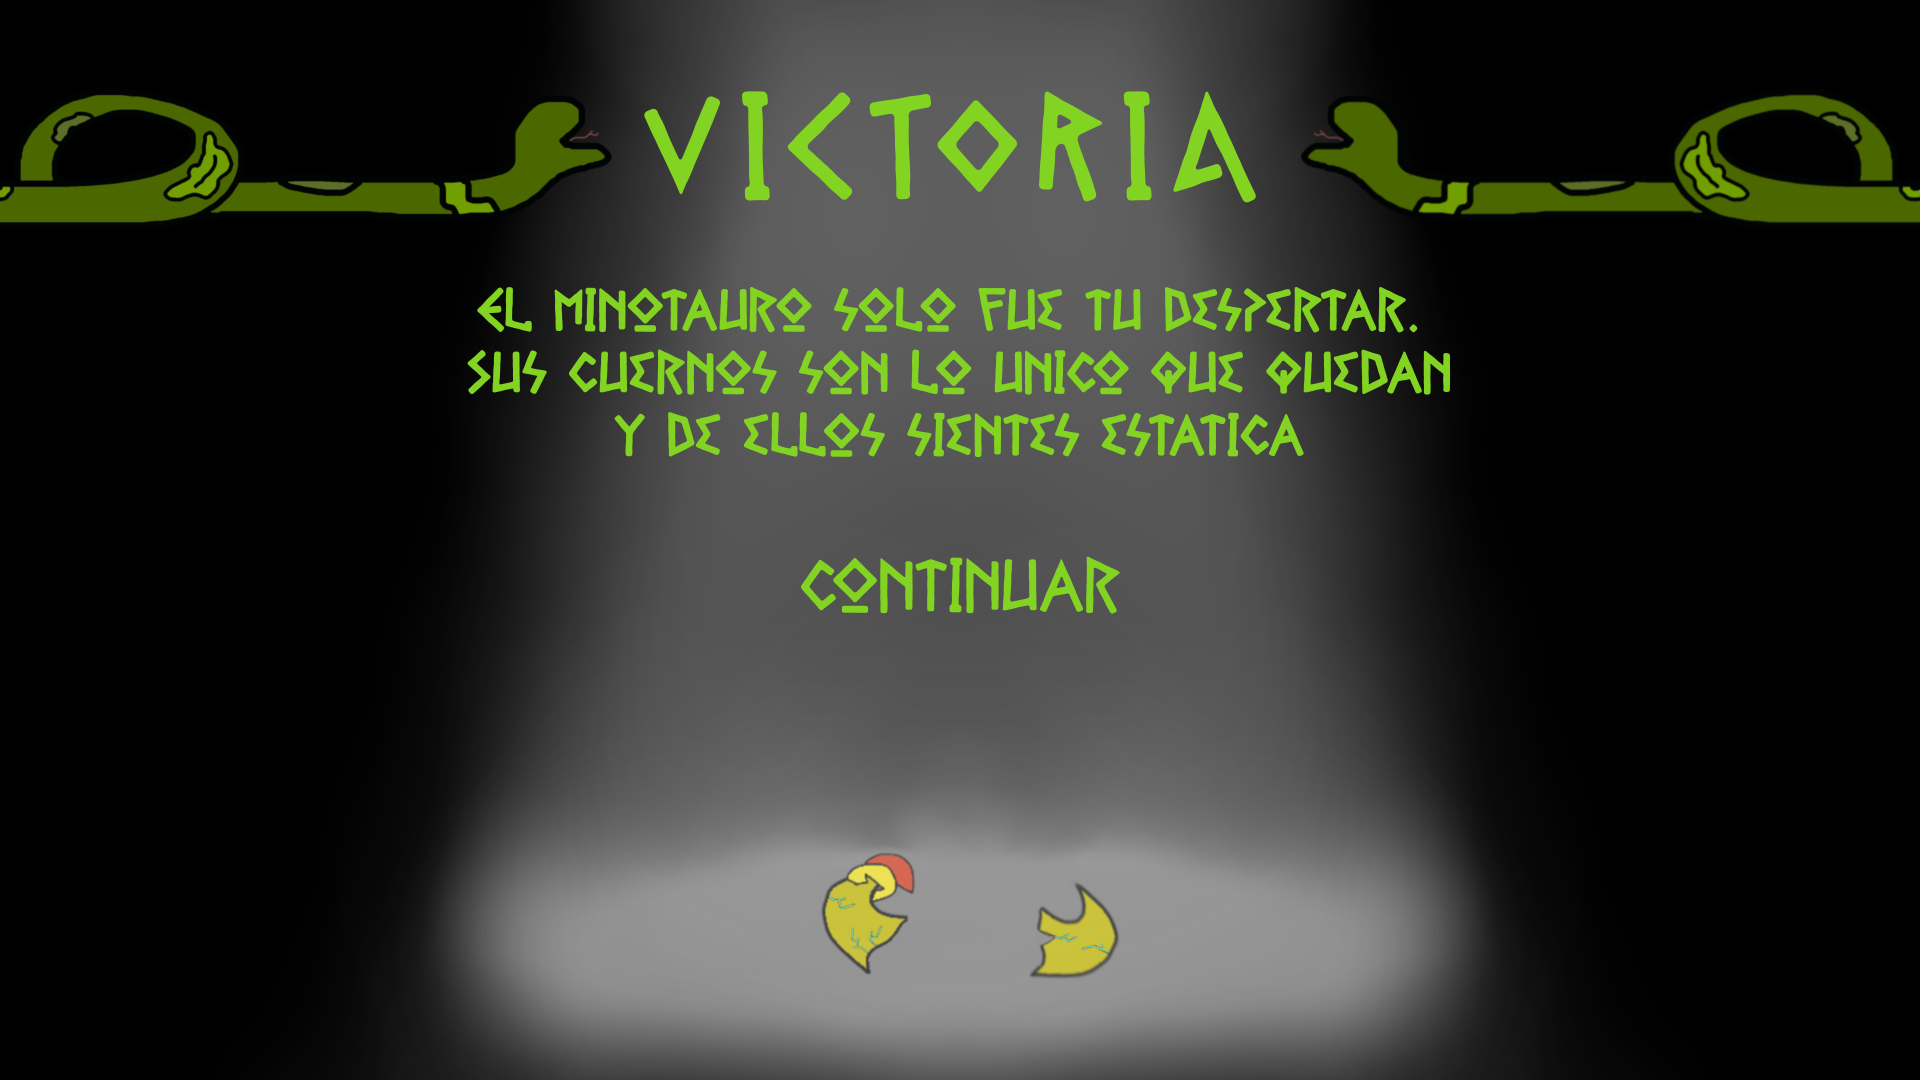 VICTORIA
EL MINOTAURO SOLO FUE TU DESPERTAR.
SUS CUERNOS SON LO UNICO QUE QUEDAN
Y DE ELLOS SIENTES ESTATICA
CONTINUAR